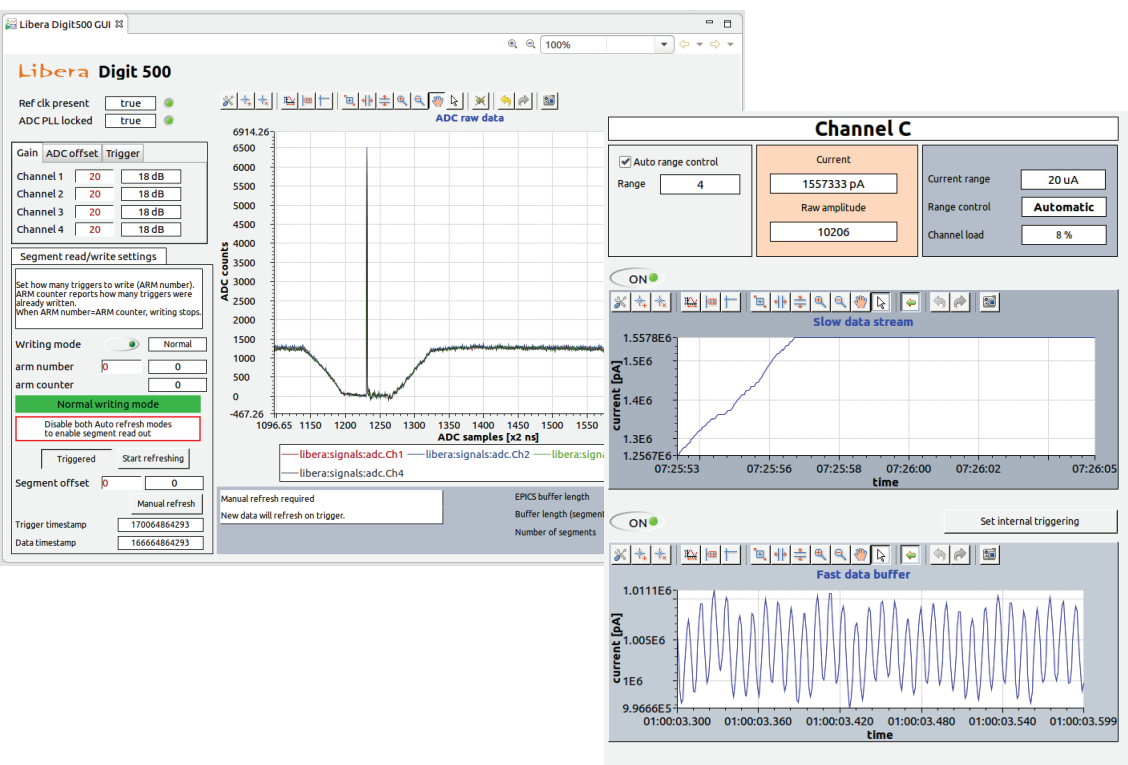 Libera Digit500 GUI
100%
Libera Digit 500
Ref clk present true
ADC PLL locked true
Gain ADC offset Trigger
Channel 1 20 18 dB
Channel 2 20 18 dB
Channel 3 20 18 dB
Channel 4 20 18 dB
Segment read/write settings
Set how many triggers to write (ARM number).
ARM counter reports how many triggers were
already written.
When ARM number=ARM counter, writing stops.
Writing mode Normal
arm number 0 0
arm counter 0
Normal writing mode
Disable both Auto refresh modes
to enable segment read out
Triggered Start refreshing
Segment offset 0 0
Manual refresh
Trigger timestamp 170064864293
Data timestamp 166664864293
ADC raw data
6914.26
6500
6000
5500
5000
4500
4000
3500
3000
2500
2000
1500
1000
500
0
-467.26
ADC counts
1096.65 1150 1200 1250 1300 1350 1400 1450 1500 1550
ADC samples [x2 ns]
libera:signals:adc.Ch1 libera:signals:adc.Ch2 libera:signa
libera:signals:adc.Ch4
Manual refresh required
New data will refresh on trigger.
EPICS buffer length
Buffer length (segment
Number of segments
Channel C
Auto range control
Range 4
Current
1557333 pA
Raw amplitude
10206
Current range 20 uA
Range control Automatic
Channel load 8 %
ON
Slow data stream
1.5578E6
1.5E6
1.4E6
1.3E6
1.2567E6
current [pA]
07:25:53 07:25:56 07:25:58 07:26:00 07:26:02 07:26:05
time
ON
Set internal triggering
Fast data buffer
1.0111E6
1.005E6
1E6
9.9666E5
current [pA]
01:00:03.300 01:00:03.360 01:00:03.420 01:00:03.480 01:00:03.540 01:00:03.599
time